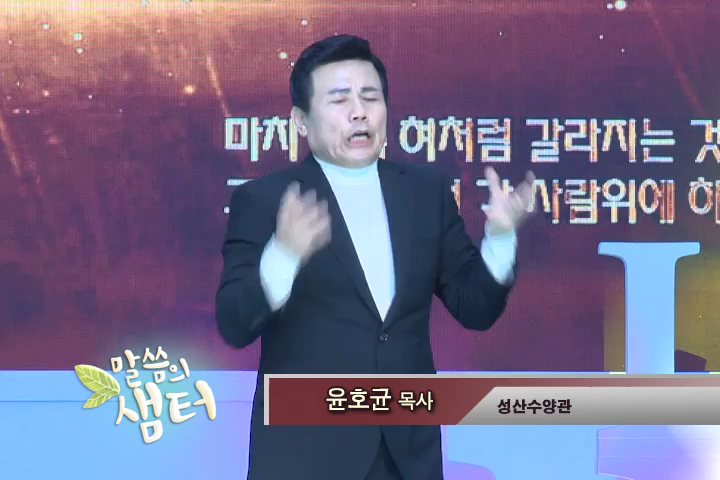 마치 혀처럼 갈라지는
각 사람위에
말씀의
샘터
윤호균 목사
성산수양관